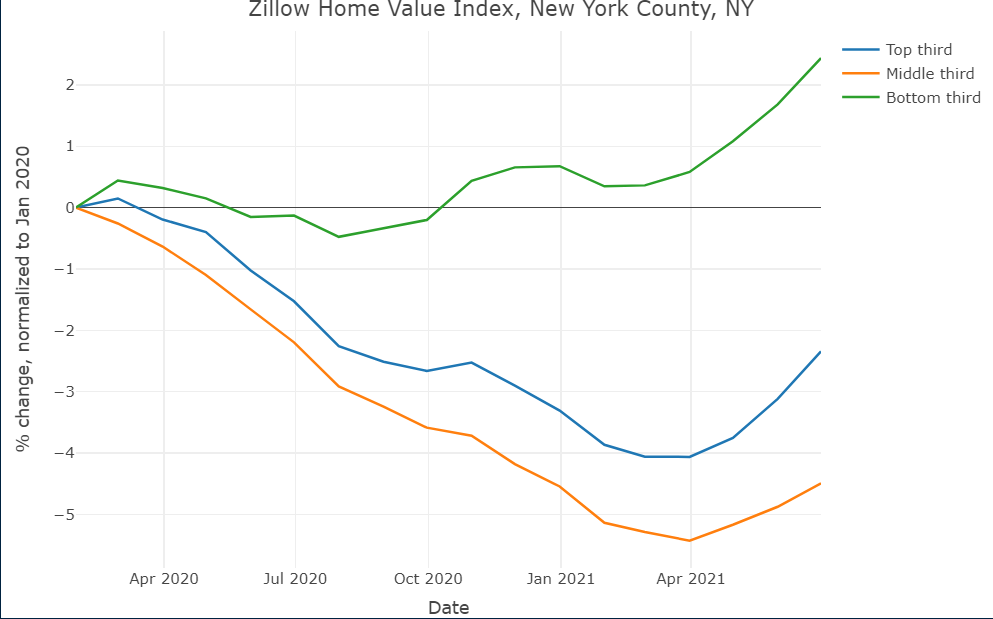 Zillow Home Value Index, New York County, NY
Top third
Middle third
Bottom third
% change, normalized to Jan 2020
2
1
0
−1
−2
−3
−4
−5
Apr 2020
Jul 2020
Oct 2020
Jan 2021
Apr 2021
Date